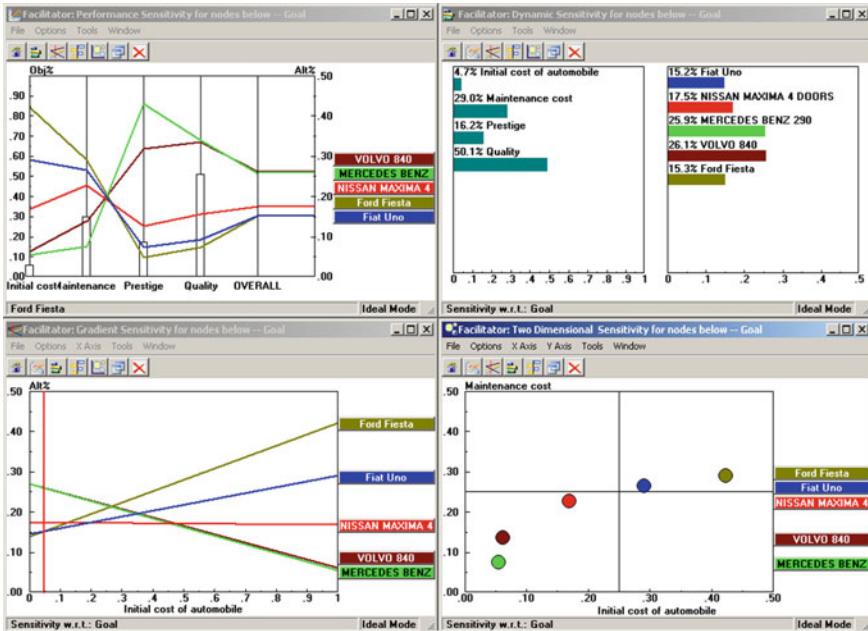 Facilitator: Performance Sensitivity for nodes below -- Goal
File Options Tools Window
Obj% Alt%
.90
.80
.70
.60
.50
.40
.30
.20
.10
.00
.50
.40
.30
.20
.10
.00
VOLVO 840
MERCEDES BENZ
NISSAN MAXIMA 4
Ford Fiesta
Fiat Uno
Initial cost Maintenance Prestige Quality OVERALL
Ford Fiesta Ideal Mode
Facilitator: Dynamic Sensitivity for nodes below -- Goal
File Options Tools Window
4.7% Initial cost of automobile
29.0% Maintenance cost
16.2% Prestige
50.1% Quality
0 .1 .2 .3 .4 .5 .6 .7 .8 .9 1
15.2% Fiat Uno
17.5% NISSAN MAXIMA 4 DOORS
25.9% MERCEDES BENZ 290
26.1% VOLVO 840
15.3% Ford Fiesta
0 .1 .2 .3 .4 .5
Sensitivity w.r.t.: Goal Ideal Mode
Facilitator: Gradient Sensitivity for nodes below -- Goal
File Options X Axis Tools Window
Alt%
.50
.40
.30
.20
.10
.00
Ford Fiesta
Fiat Uno
NISSAN MAXIMA 4
VOLVO 840
MERCEDES BENZ
0 .1 .2 .3 .4 .5 .6 .7 .8 .9 1
Initial cost of automobile
Sensitivity w.r.t.: Goal Ideal Mode
Facilitator: Two Dimensional Sensitivity for nodes below -- Goal
File Options X Axis Y Axis Tools Window
Maintenance cost
.50
.40
.30
.20
.10
.00
Ford Fiesta
Fiat Uno
NISSAN MAXIMA 4
VOLVO 840
MERCEDES BENZ
.00 .10 .20 .30 .40 .50
Initial cost of automobile
Sensitivity w.r.t.: Goal Ideal Mode